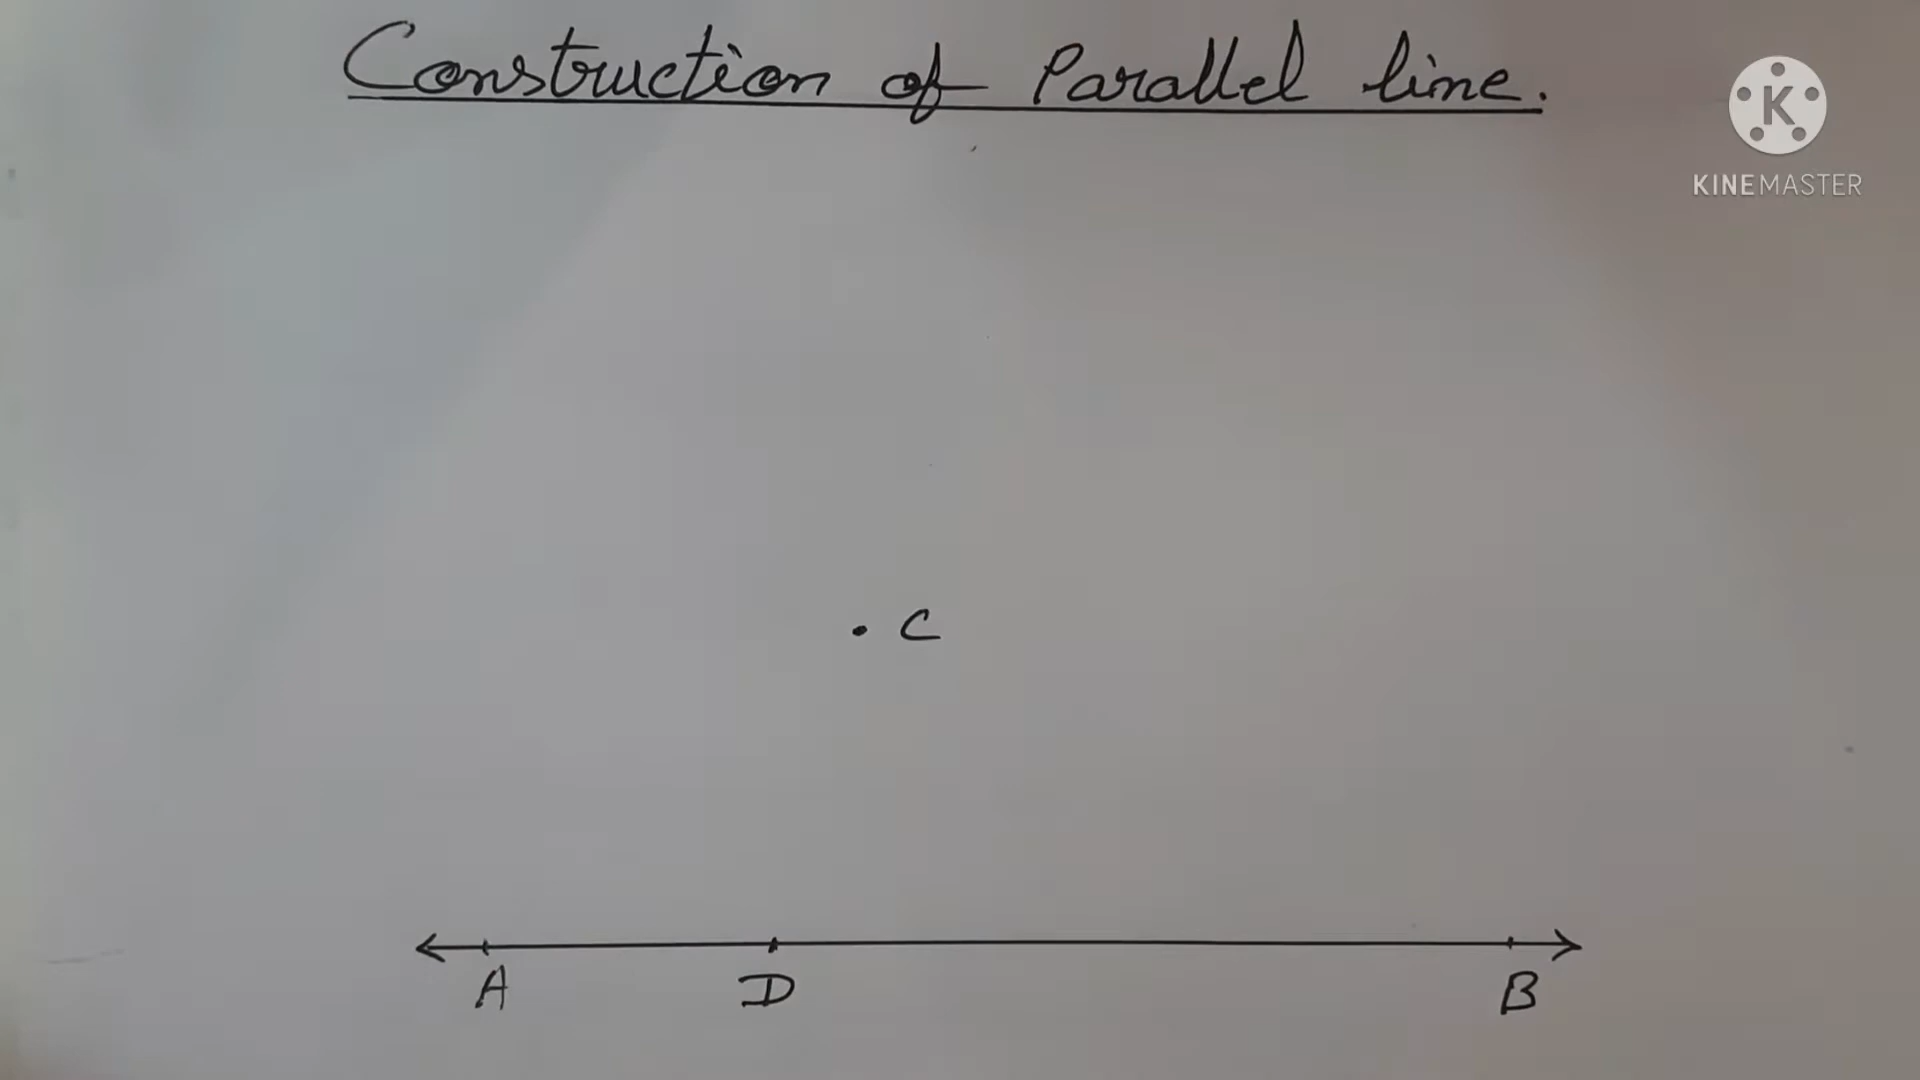 Construction of Parallel line.
K
KINEMASTER
C
A D B